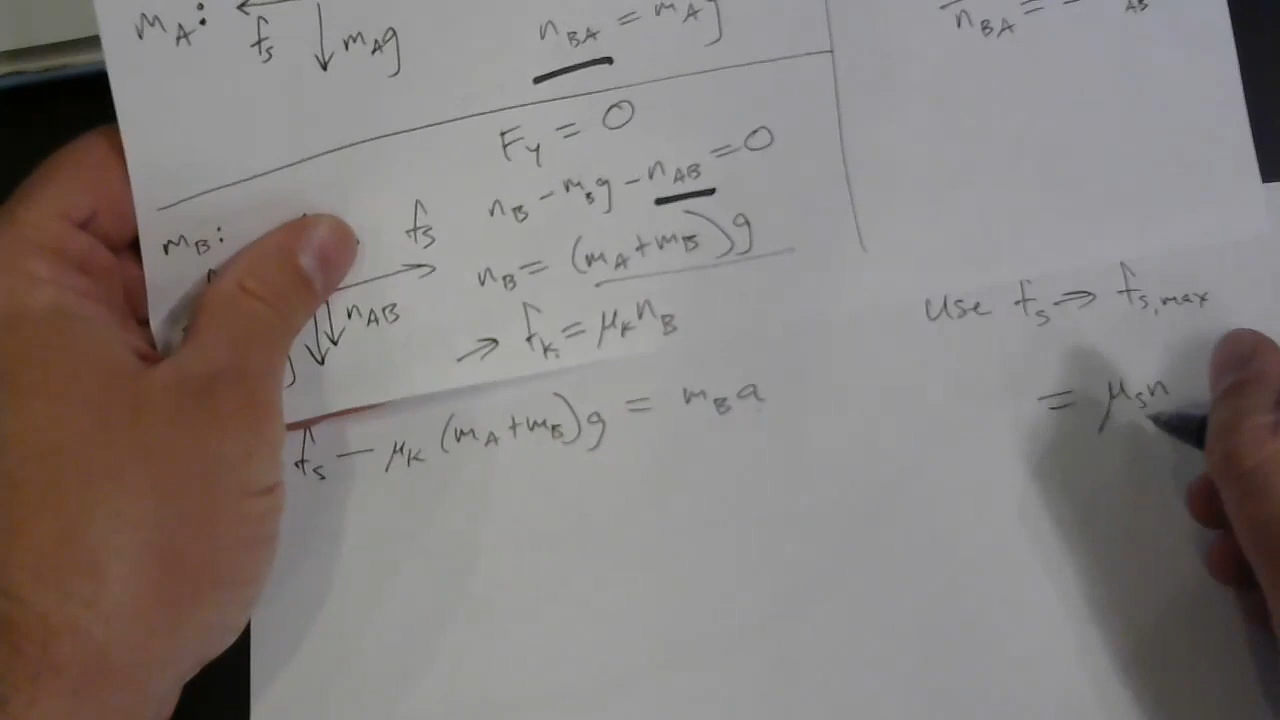 m_A:
f_s
m_A g
n_BA = m_A g
n_BA = - AB
F_y = 0
n_B - m_B g - n_AB = 0
m_B:
f_s
n_B = (m_A + m_B) g
n_AB
→ f_k = μ_k n_B
f_s - μ_k (m_A + m_B) g = m_B a
Use f_s ⇒ f_s,max
= μ_s n